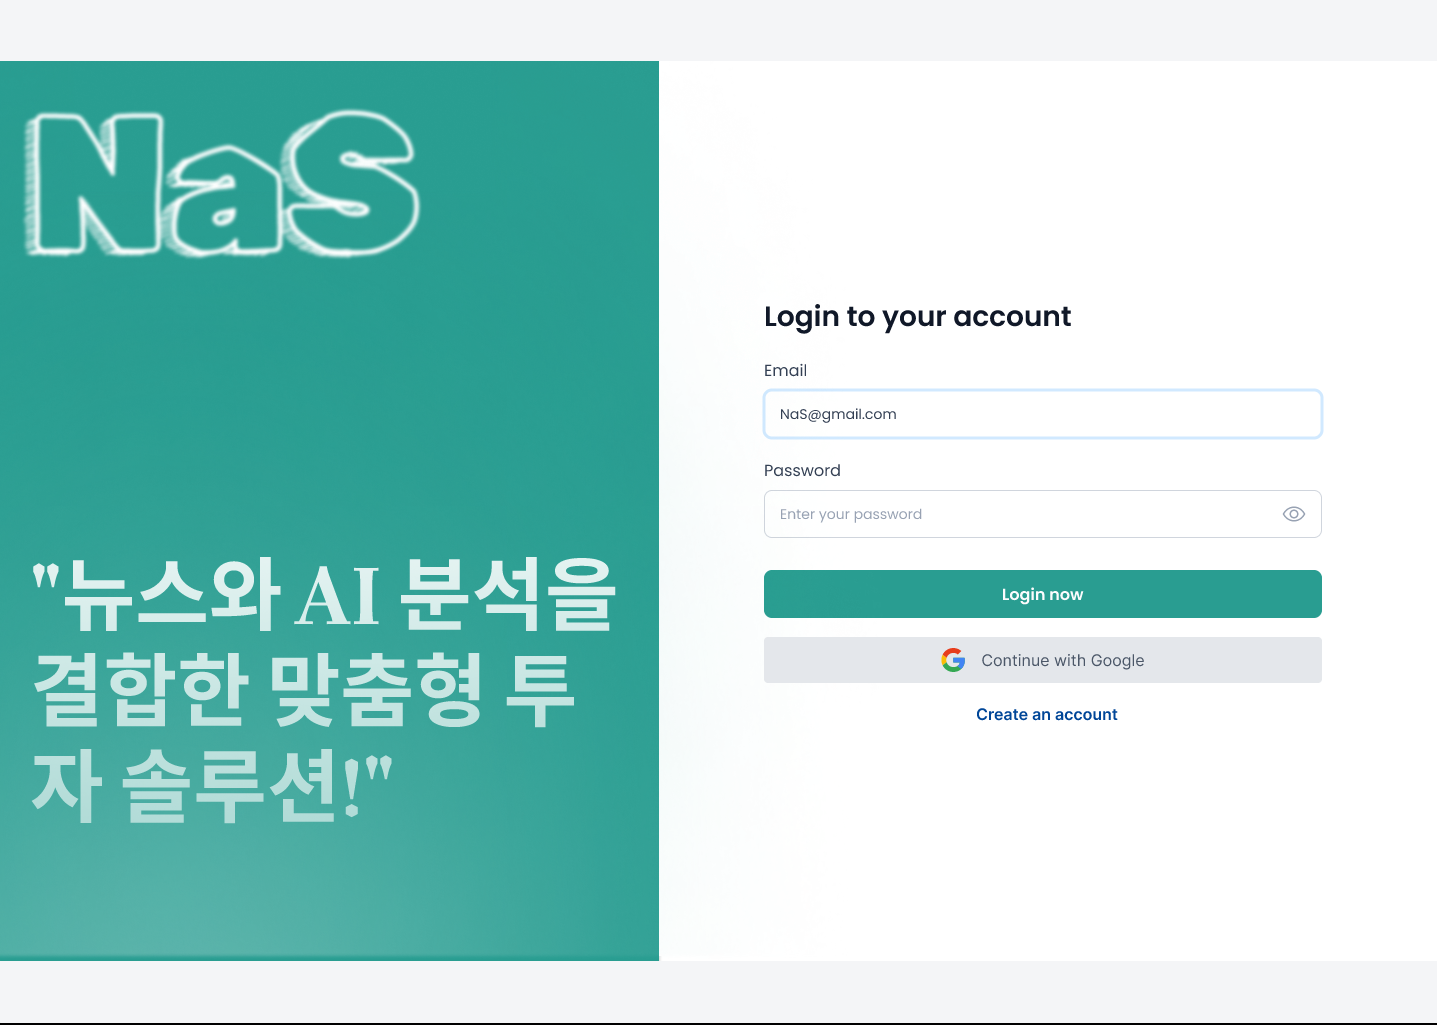 NaS
"뉴스와 AI 분석을
결합한 맞춤형 투
자 솔루션!"
Login to your account
Email
NaS@gmail.com
Password
Enter your password
Login now
Continue with Google
Create an account